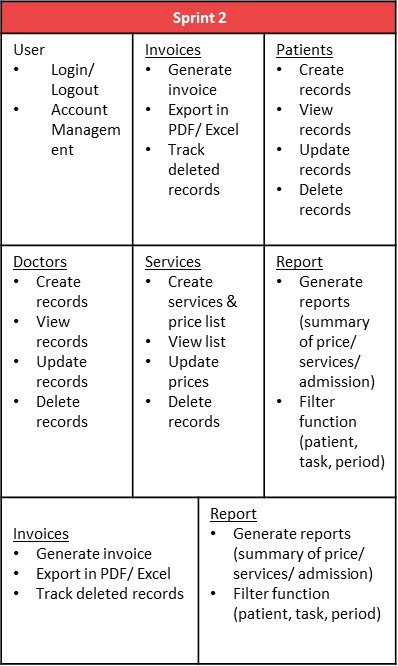 Sprint 2
User
• Login/
Logout
• Account
Managem
ent
Invoices
• Generate
invoice
• Export in
PDF/ Excel
• Track
deleted
records
Patients
• Create
records
• View
records
• Update
records
• Delete
records
Doctors
• Create
records
• View
records
• Update
records
• Delete
records
Services
• Create
services &
price list
• View list
• Update
prices
• Delete
records
Report
• Generate
reports
(summary
of price/
services/
admission)
• Filter
function
(patient,
task, period)
Invoices
• Generate invoice
• Export in PDF/ Excel
• Track deleted records
Report
• Generate reports
(summary of price/
services/ admission)
• Filter function
(patient, task, period)